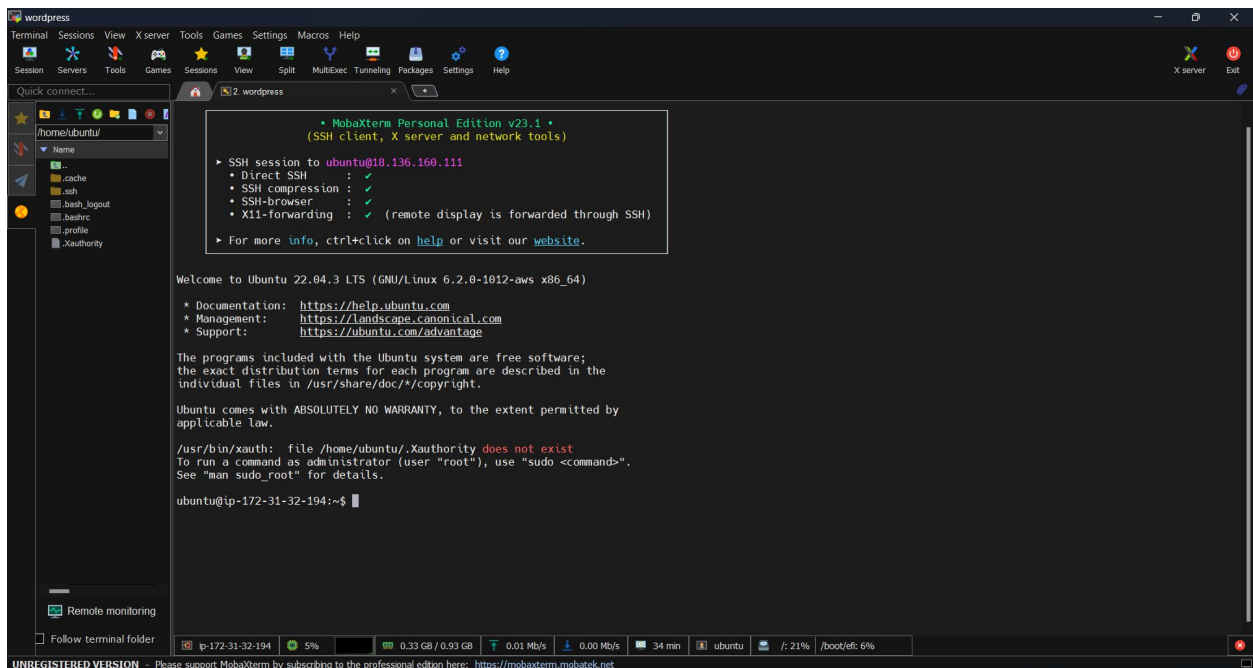 wordpress
Terminal Sessions View X server Tools Games Settings Macros Help
Session Servers Tools Games Sessions View Split MultiExec Tunneling Packages Settings Help X server Exit
Quick connect...
2. wordpress
/home/ubuntu/
Name
..
.cache
.ssh
.bash_logout
.bashrc
.profile
.Xauthority
• MobaXterm Personal Edition v23.1 •
(SSH client, X server and network tools)
➤ SSH session to ubuntu@18.136.160.111
• Direct SSH : ✔
• SSH compression : ✔
• SSH-browser : ✔
• X11-forwarding : ✔ (remote display is forwarded through SSH)
➤ For more info, ctrl+click on help or visit our website.
Welcome to Ubuntu 22.04.3 LTS (GNU/Linux 6.2.0-1012-aws x86_64)
* Documentation: https://help.ubuntu.com
* Management: https://landscape.canonical.com
* Support: https://ubuntu.com/advantage
The programs included with the Ubuntu system are free software;
the exact distribution terms for each program are described in the
individual files in /usr/share/doc/*/copyright.
Ubuntu comes with ABSOLUTELY NO WARRANTY, to the extent permitted by
applicable law.
/usr/bin/xauth: file /home/ubuntu/.Xauthority does not exist
To run a command as administrator (user "root"), use "sudo <command>".
See "man sudo_root" for details.
ubuntu@ip-172-31-32-194:~$
Remote monitoring
Follow terminal folder
ip-172-31-32-194 5% 0.33 GB / 0.93 GB 0.01 Mb/s 0.00 Mb/s 34 min ubuntu /: 21% /boot/efi: 6%
UNREGISTERED VERSION - Please support MobaXterm by subscribing to the professional edition here: https://mobaxterm.mobatek.net